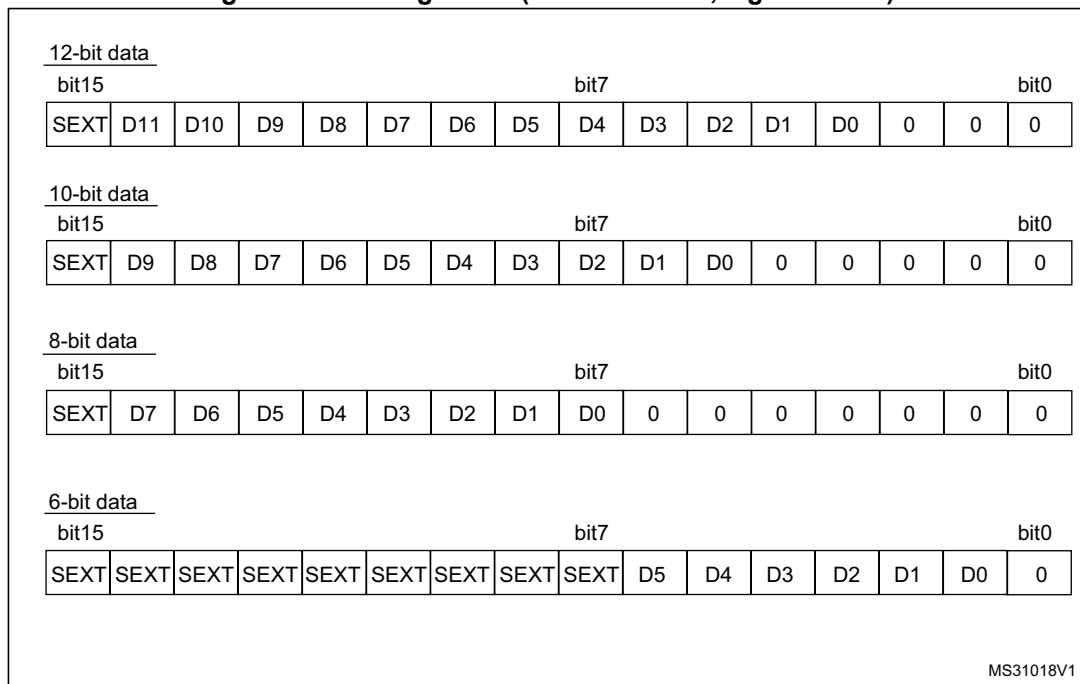 12-bit data
bit15 bit7 bit0
SEXT D11 D10 D9 D8 D7 D6 D5 D4 D3 D2 D1 D0 0 0 0
10-bit data
bit15 bit7 bit0
SEXT D9 D8 D7 D6 D5 D4 D3 D2 D1 D0 0 0 0 0 0
8-bit data
bit15 bit7 bit0
SEXT D7 D6 D5 D4 D3 D2 D1 D0 0 0 0 0 0 0 0
6-bit data
bit15 bit7 bit0
SEXT SEXT SEXT SEXT SEXT SEXT SEXT SEXT SEXT D5 D4 D3 D2 D1 D0 0
MS31018V1